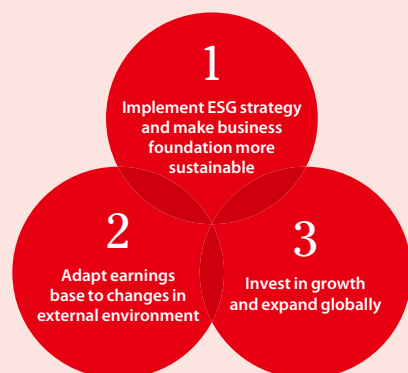 1
Implement ESG strategy
and make business
foundation more
sustainable
2
Adapt earnings
base to changes in
external environment
3
Invest in growth
and expand globally